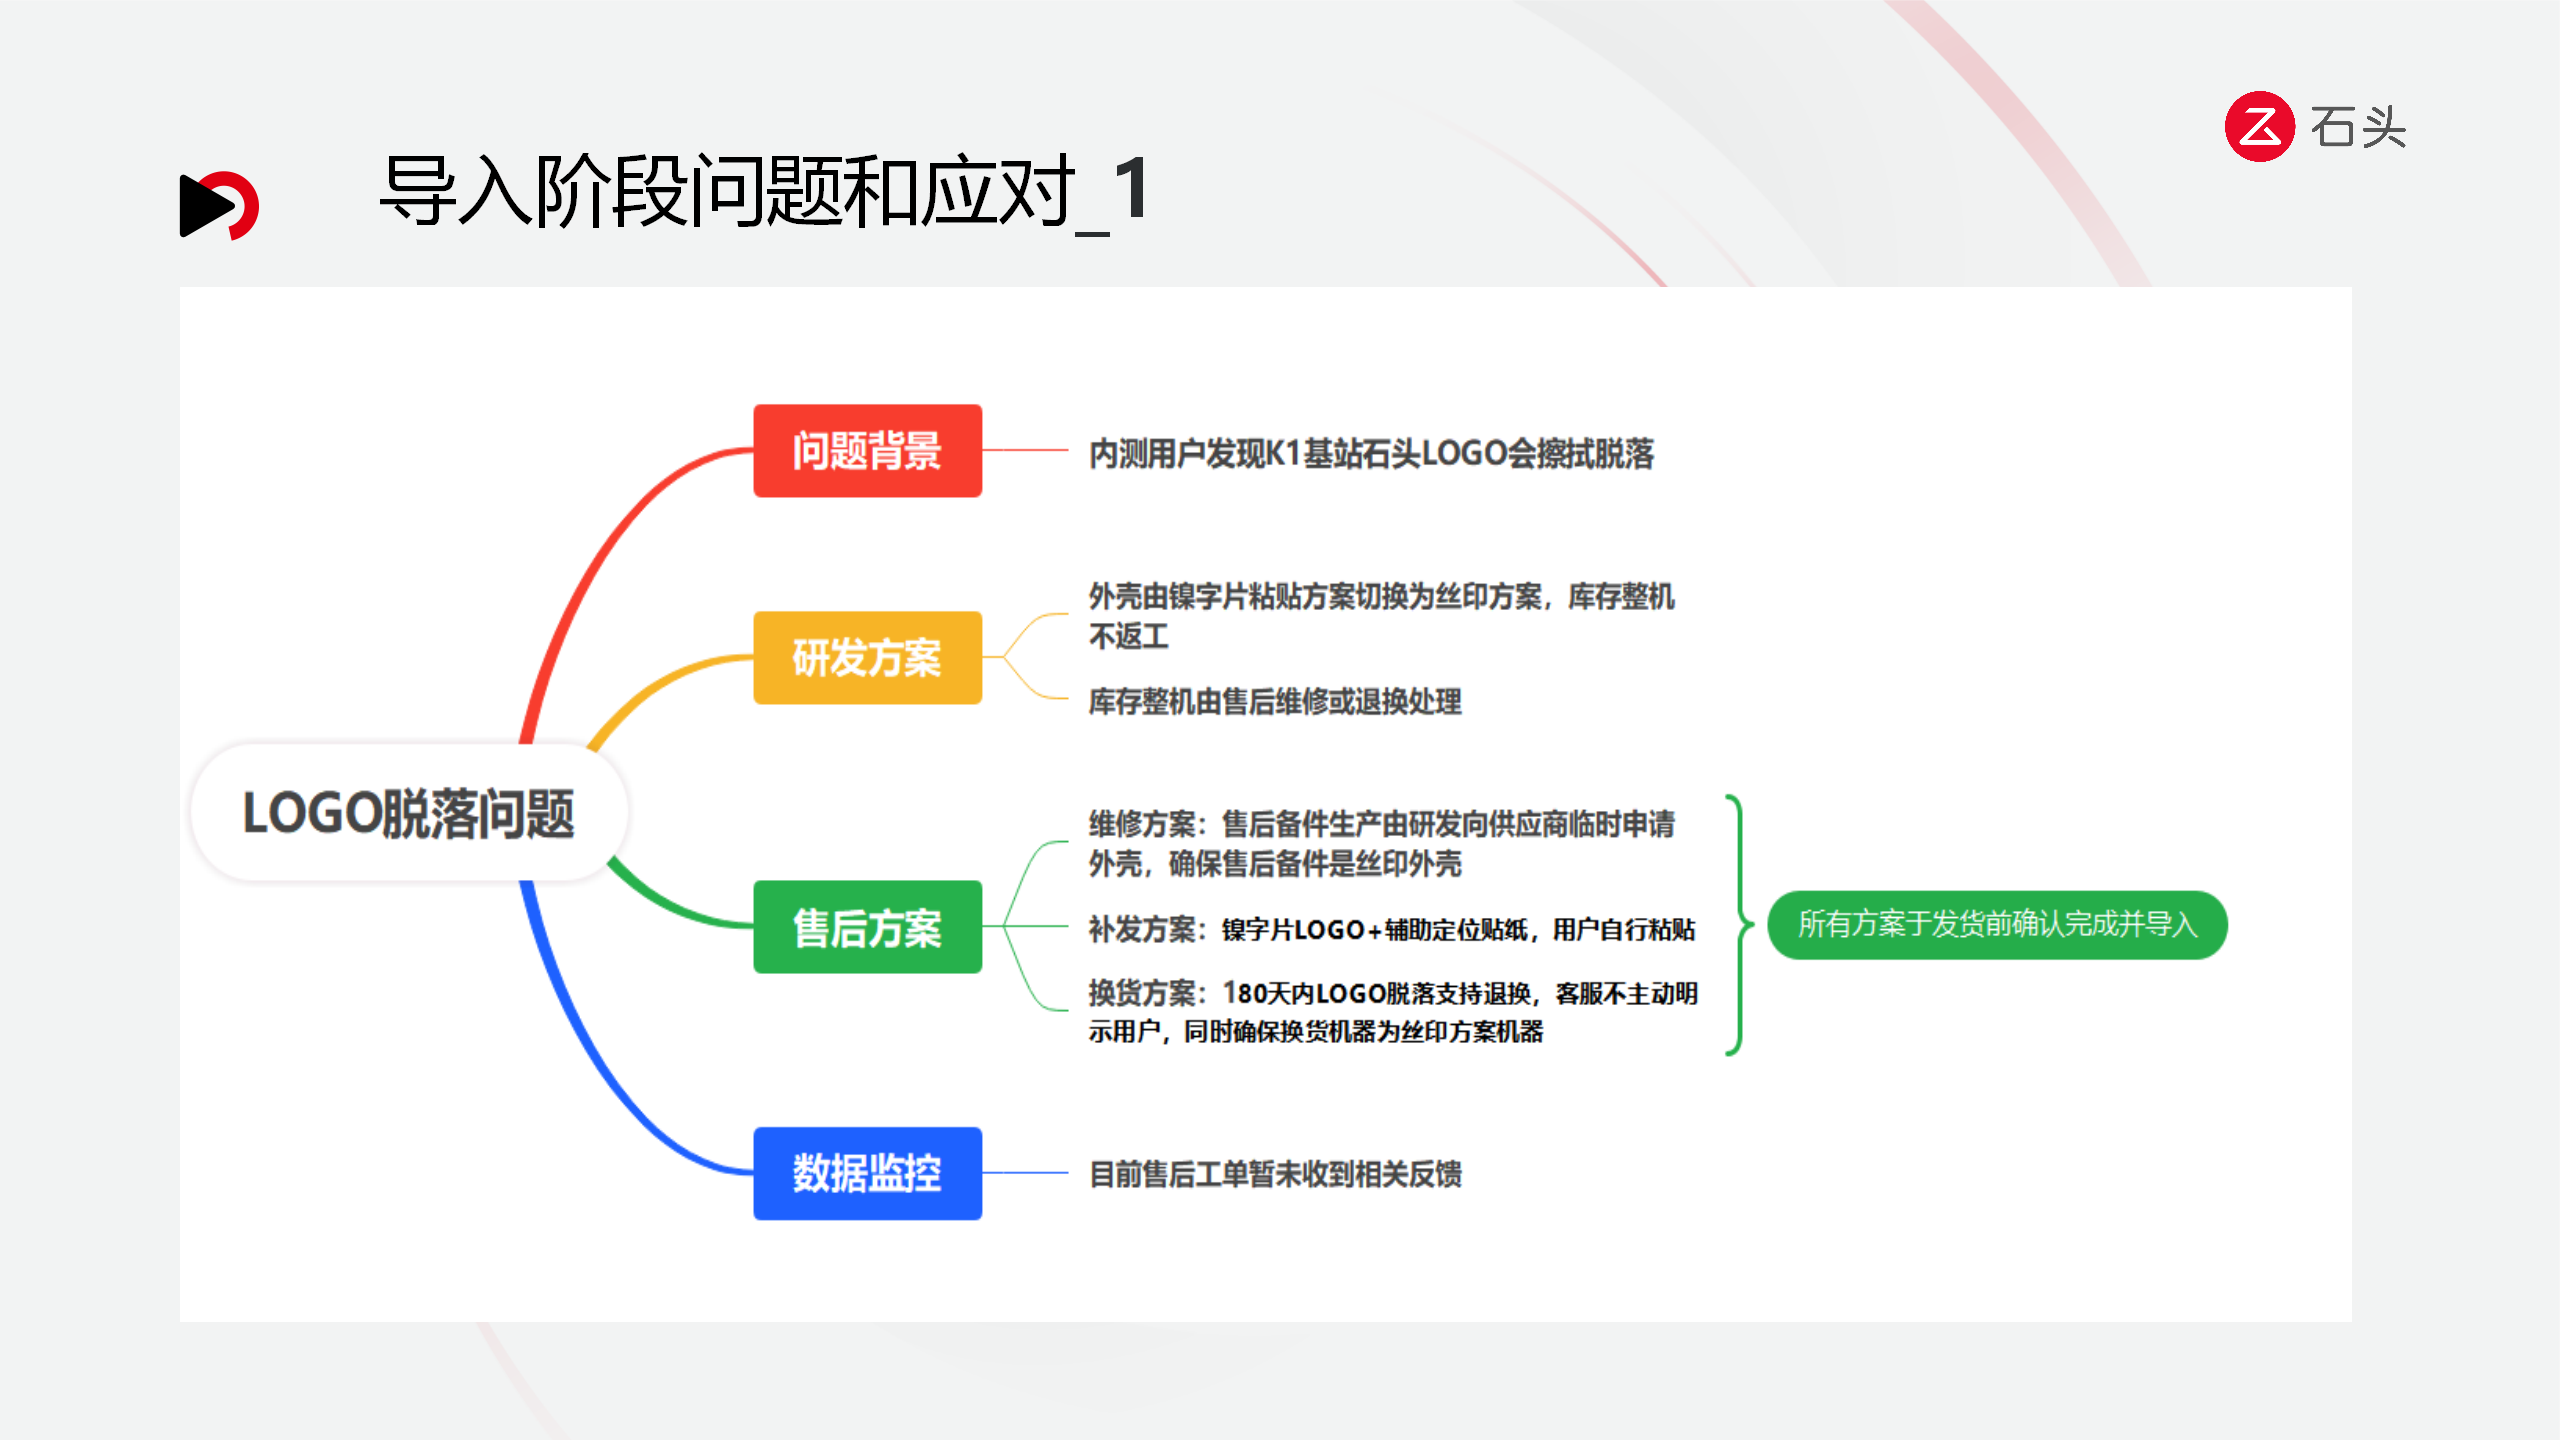 石头
导入阶段问题和应对_1
问题背景
内测用户发现K1基站石头LOGO会擦拭脱落
研发方案
外壳由镍字片粘贴方案切换为丝印方案，库存整机
不返工
库存整机由售后维修或退换处理
LOGO脱落问题
售后方案
维修方案：售后备件生产由研发向供应商临时申请
外壳，确保售后备件是丝印外壳
补发方案：镍字片LOGO+辅助定位贴纸，用户自行粘贴
换货方案：180天内LOGO脱落支持退换，客服不主动明
示用户，同时确保换货机器为丝印方案机器
所有方案于发货前确认完成并导入
数据监控
目前售后工单暂未收到相关反馈